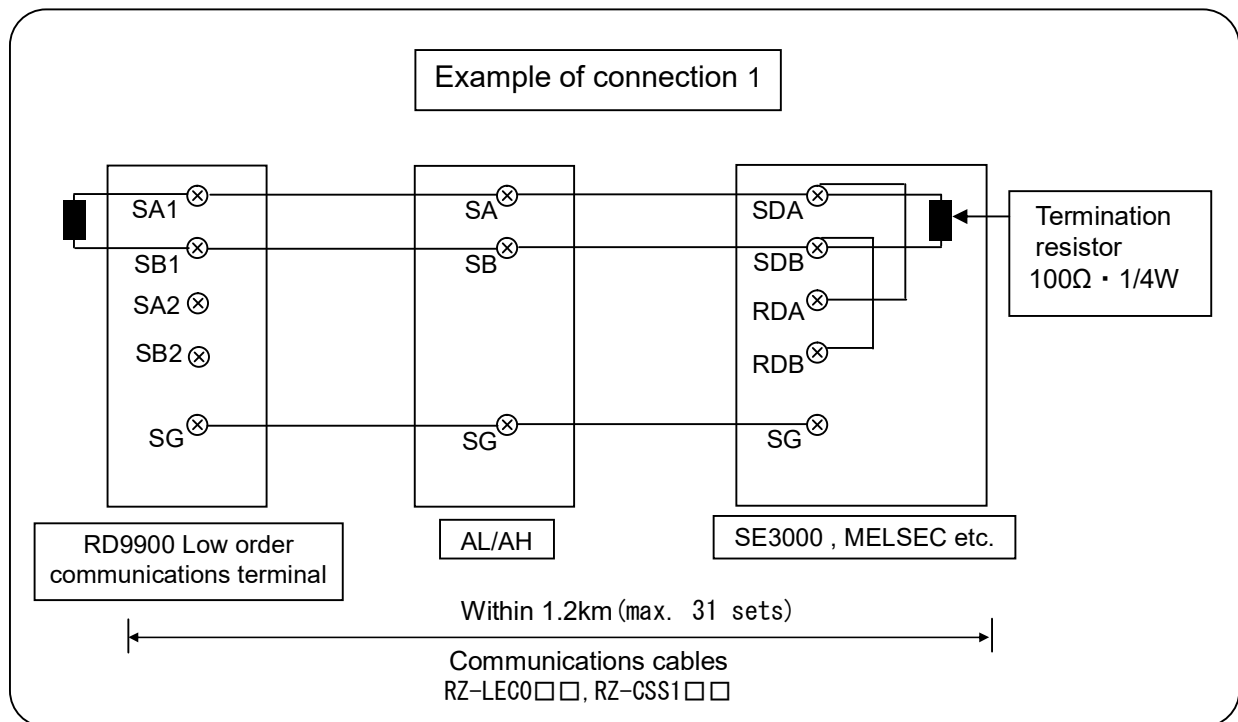 Example of connection 1
SA1
SA
SDA
Termination
resistor
100Ω・1/4W
SB1
SB
SDB
SA2
RDA
SB2
RDB
SG
SG
SG
RD9900 Low order
communications terminal
AL/AH
SE3000 , MELSEC etc.
Within 1.2km(max. 31 sets)
Communications cables
RZ-LEC0□□, RZ-CSS1□□